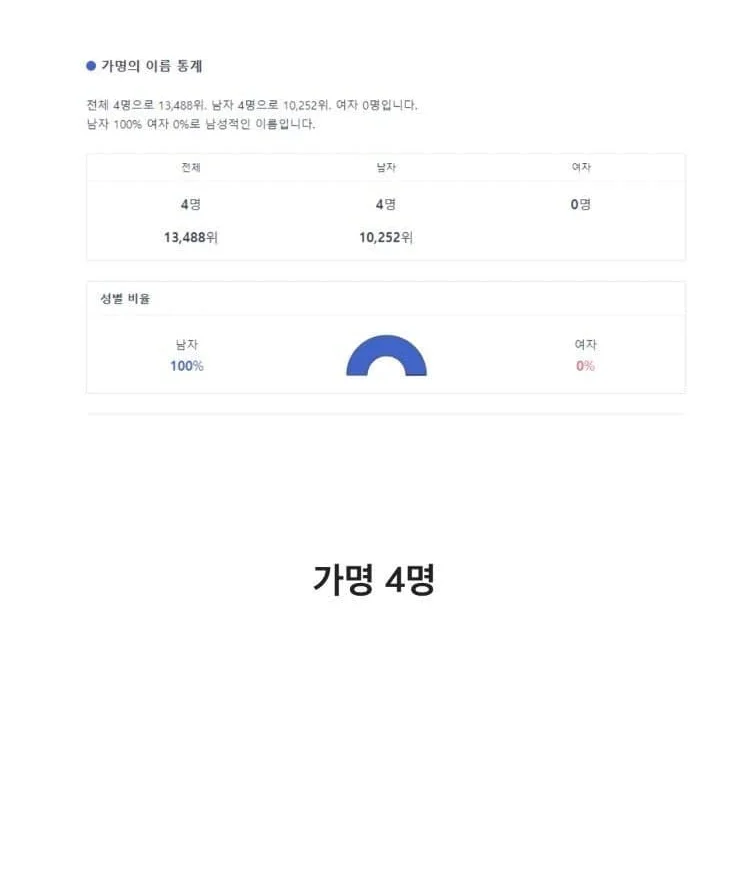 가명의 이름 통계
전체 4명으로 13,488위. 남자 4명으로 10,252위. 여자 0명입니다.
남자 100% 여자 0%로 남성적인 이름입니다.
전체 남자 여자
4명 4명 0명
13,488위 10,252위
성별 비율
남자 여자
100% 0%
가명 4명